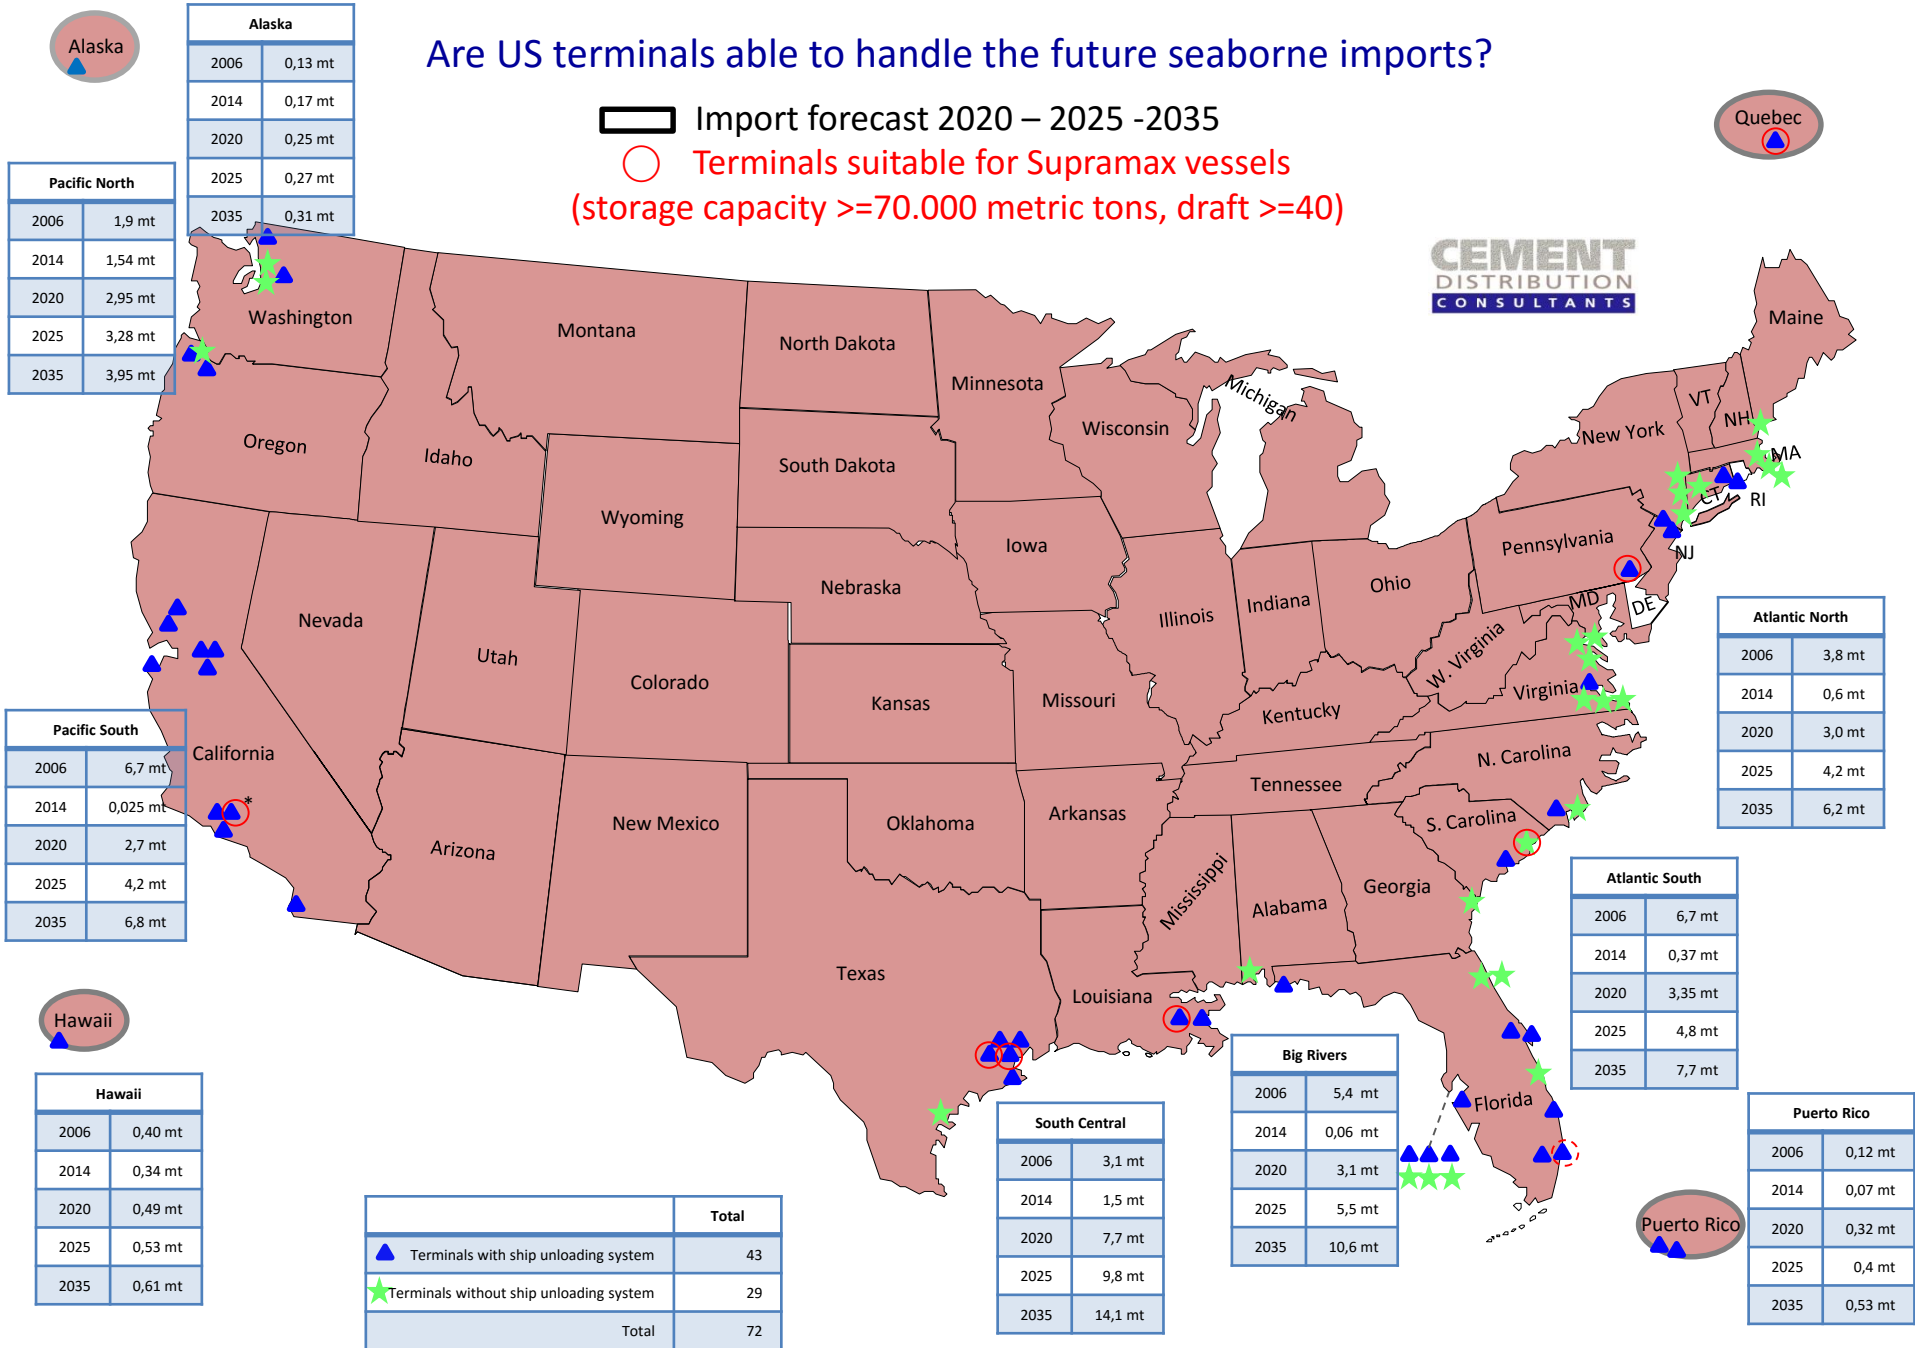 Are US terminals able to handle the future seaborne imports?
Import forecast 2020 – 2025 -2035
Terminals suitable for Supramax vessels
(storage capacity >=70.000 metric tons, draft >=40)
CEMENT
DISTRIBUTION
CONSULTANTS
Alaska
Alaska
2006 0,13 mt
2014 0,17 mt
2020 0,25 mt
2025 0,27 mt
2035 0,31 mt
Quebec
Pacific North
2006 1,9 mt
2014 1,54 mt
2020 2,95 mt
2025 3,28 mt
2035 3,95 mt
Washington
Montana
North Dakota
Minnesota
Michigan
Maine
Wisconsin
VT
NH
New York
MA
Oregon
Idaho
South Dakota
CT
RI
Wyoming
Iowa
Pennsylvania
NJ
Nebraska
Ohio
Indiana
Illinois
MD
DE
Nevada
Utah
Colorado
Kansas
Missouri
W. Virginia
Virginia
Kentucky
Atlantic North
2006 3,8 mt
2014 0,6 mt
2020 3,0 mt
2025 4,2 mt
2035 6,2 mt
Pacific South
2006 6,7 mt
2014 0,025 mt
2020 2,7 mt
2025 4,2 mt
2035 6,8 mt
California
*
N. Carolina
Tennessee
Arizona
New Mexico
Oklahoma
Arkansas
S. Carolina
Mississippi
Alabama
Georgia
Atlantic South
2006 6,7 mt
2014 0,37 mt
2020 3,35 mt
2025 4,8 mt
2035 7,7 mt
Texas
Louisiana
Florida
Hawaii
Hawaii
2006 0,40 mt
2014 0,34 mt
2020 0,49 mt
2025 0,53 mt
2035 0,61 mt
Big Rivers
2006 5,4 mt
2014 0,06 mt
2020 3,1 mt
2025 5,5 mt
2035 10,6 mt
South Central
2006 3,1 mt
2014 1,5 mt
2020 7,7 mt
2025 9,8 mt
2035 14,1 mt
Puerto Rico
Puerto Rico
2006 0,12 mt
2014 0,07 mt
2020 0,32 mt
2025 0,4 mt
2035 0,53 mt
Total
Terminals with ship unloading system 43
Terminals without ship unloading system 29
Total 72